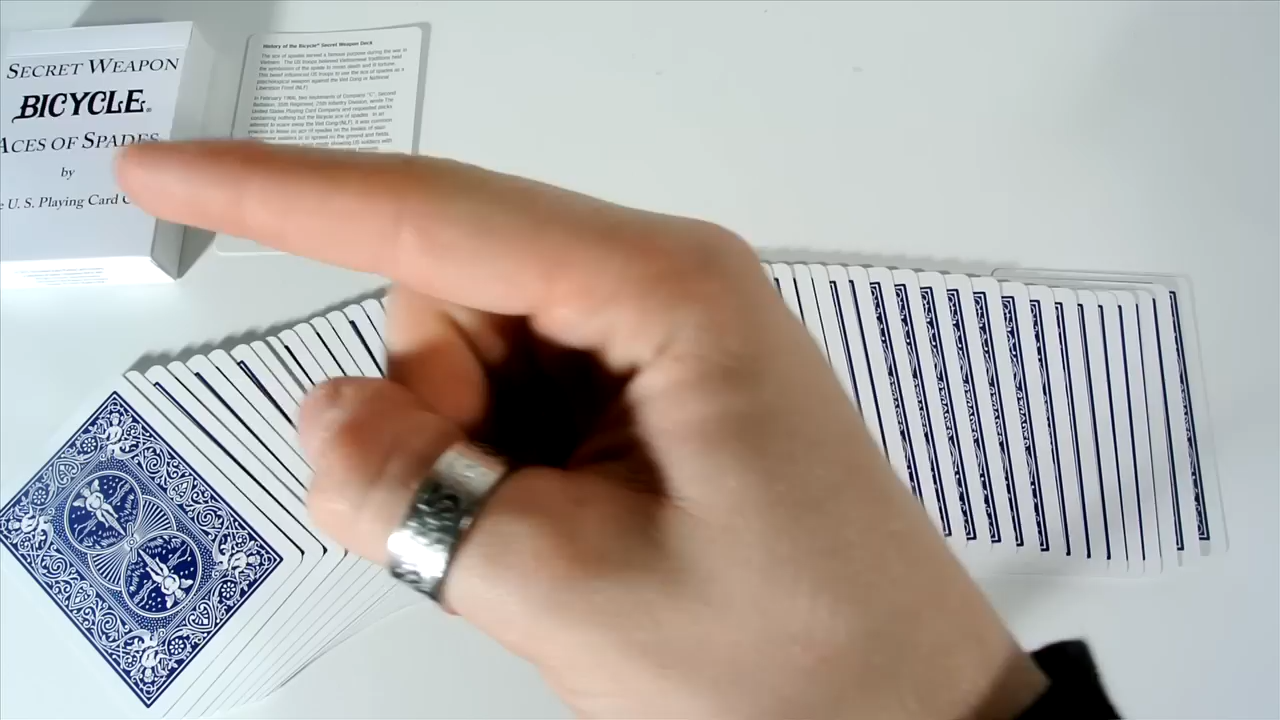 SECRET WEAPON
BICYCLE®
ACES OF SPADES
by
U. S. Playing Card
History of the Bicycle® Secret Weapon Deck
The ace of spades served a famous purpose during the war in
Vietnam. The US troops believed Vietnamese traditions held
the symbolism of the spade to mean death and ill fortune.
This belief influenced US troops to use the ace of spades as a
psychological weapon against the Viet Cong or National
Liberation Front (NLF).
In February 1966, two lieutenants of Company "C", Second
Battalion, 35th Regiment, 25th Infantry Division, wrote The
United States Playing Card Company and requested decks
containing nothing but the Bicycle ace of spades in an
attempt to scare away the Viet Cong(NLF). It was common
practice to leave an ace of spades on the bodies of slain